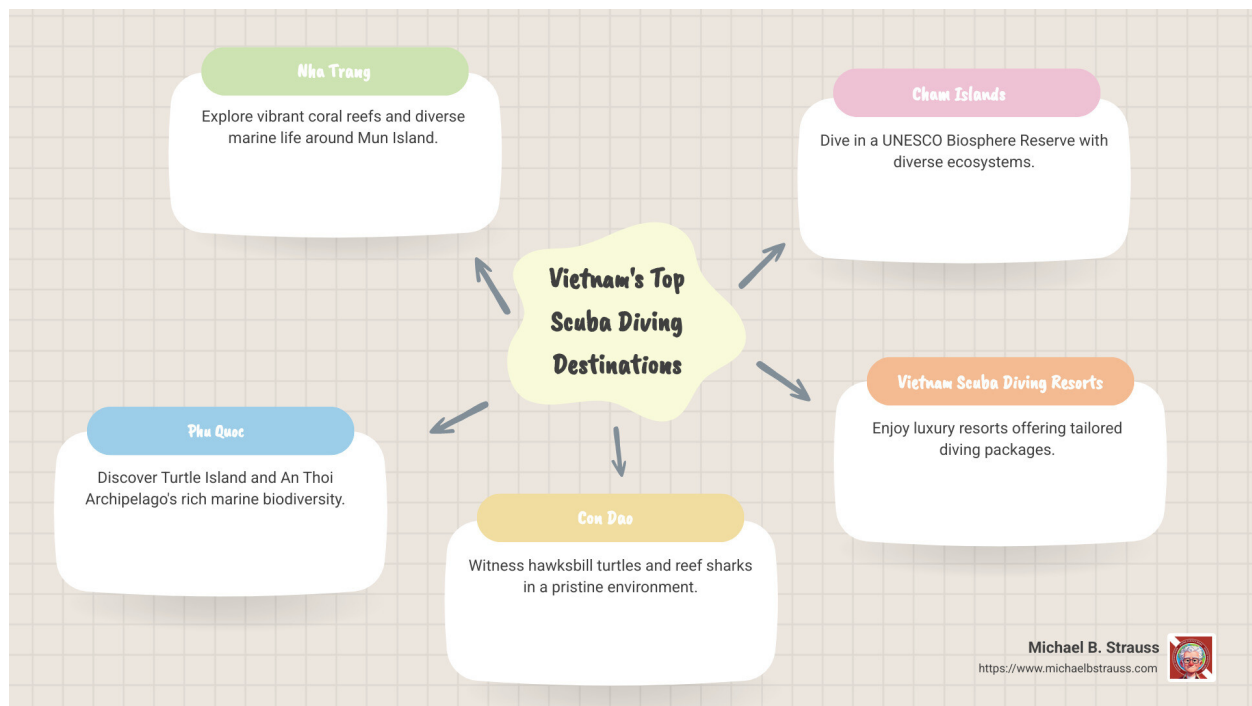 Nha Trang
Explore vibrant coral reefs and diverse
marine life around Mun Island.
Cham Islands
Dive in a UNESCO Biosphere Reserve with
diverse ecosystems.
Vietnam's Top
Scuba Diving
Destinations
Vietnam Scuba Diving Resorts
Enjoy luxury resorts offering tailored
diving packages.
Phu Quoc
Discover Turtle Island and An Thoi
Archipelago's rich marine biodiversity.
Con Dao
Witness hawksbill turtles and reef sharks
in a pristine environment.
Michael B. Strauss
https://www.michaelbstrauss.com